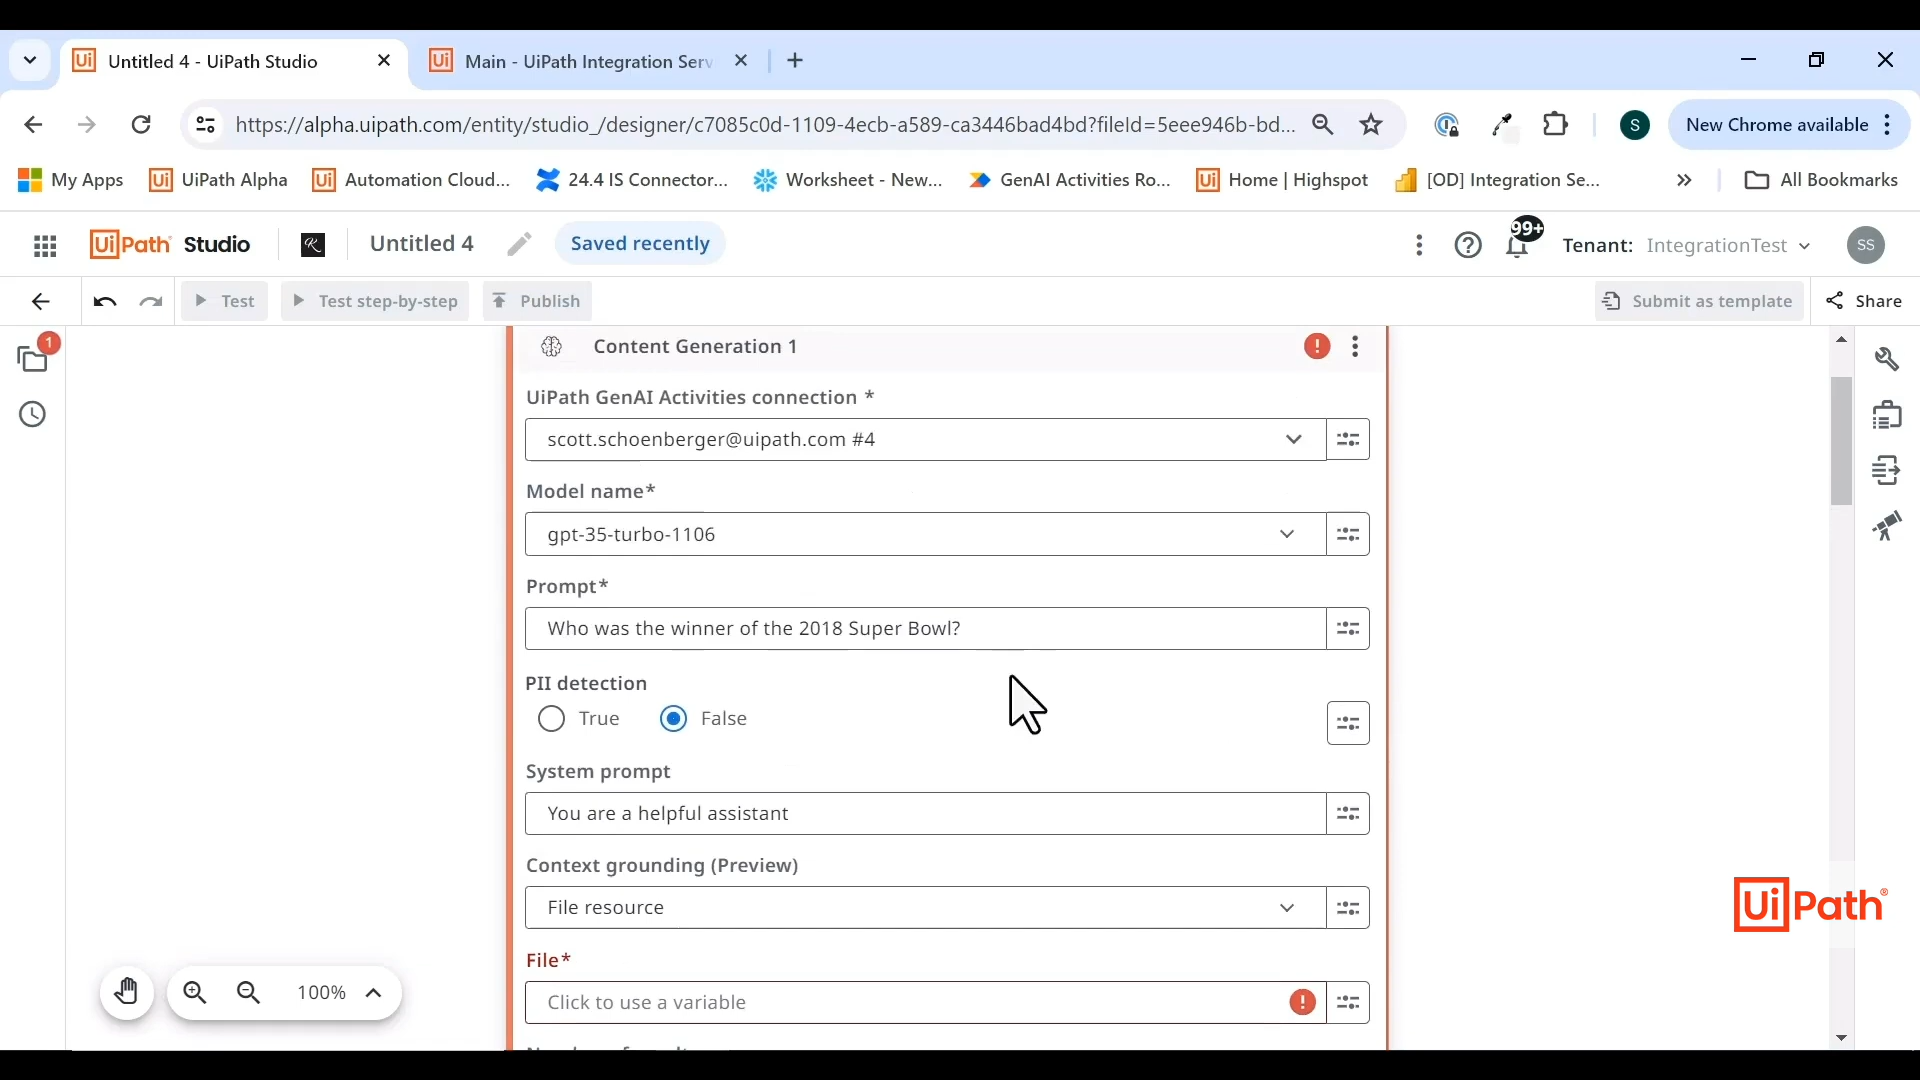 Untitled 4 - UiPath Studio
Main - UiPath Integration Serv
https://alpha.uipath.com/entity/studio_/designer/c7085c0d-1109-4ecb-a589-ca3446bad4bd?fileId=5eee946b-bd...
S
New Chrome available
My Apps
UiPath Alpha
Automation Cloud...
24.4 IS Connector...
Worksheet - New...
GenAI Activities Ro...
Home | Highspot
[OD] Integration Se...
All Bookmarks
UiPath Studio
Untitled 4
Saved recently
99+
Tenant: IntegrationTest
SS
Test
Test step-by-step
Publish
Submit as template
Share
1
Content Generation 1
UiPath GenAI Activities connection *
scott.schoenberger@uipath.com #4
Model name*
gpt-35-turbo-1106
Prompt*
Who was the winner of the 2018 Super Bowl?
PII detection
True
False
System prompt
You are a helpful assistant
Context grounding (Preview)
File resource
UiPath®
File*
Click to use a variable
100%